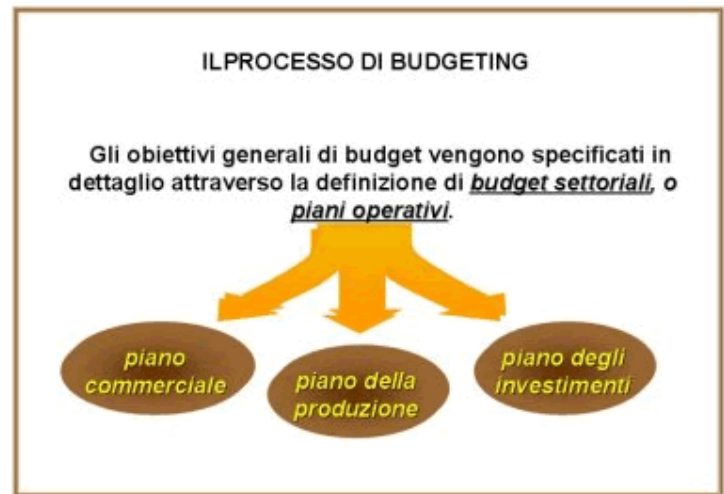 ILPROCESSO DI BUDGETING
Gli obiettivi generali di budget vengono specificati in
dettaglio attraverso la definizione di budget settoriali, o
piani operativi.
piano
commerciale
piano della
produzione
piano degli
investimenti